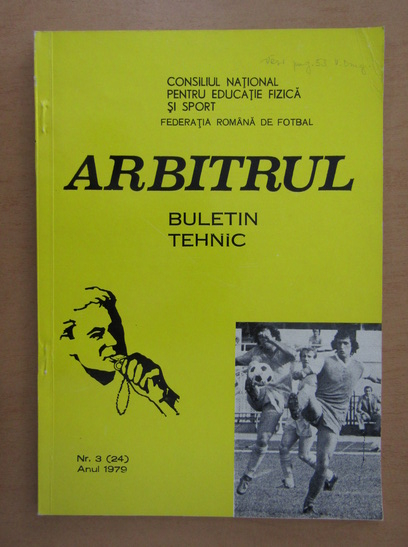 CONSILIUL NAȚIONAL
PENTRU EDUCAȚIE FIZICĂ
ȘI SPORT
FEDERAȚIA ROMÂNĂ DE FOTBAL
ARBITRUL
BULETIN
TEHNiC
Nr. 3 (24)
Anul 1979